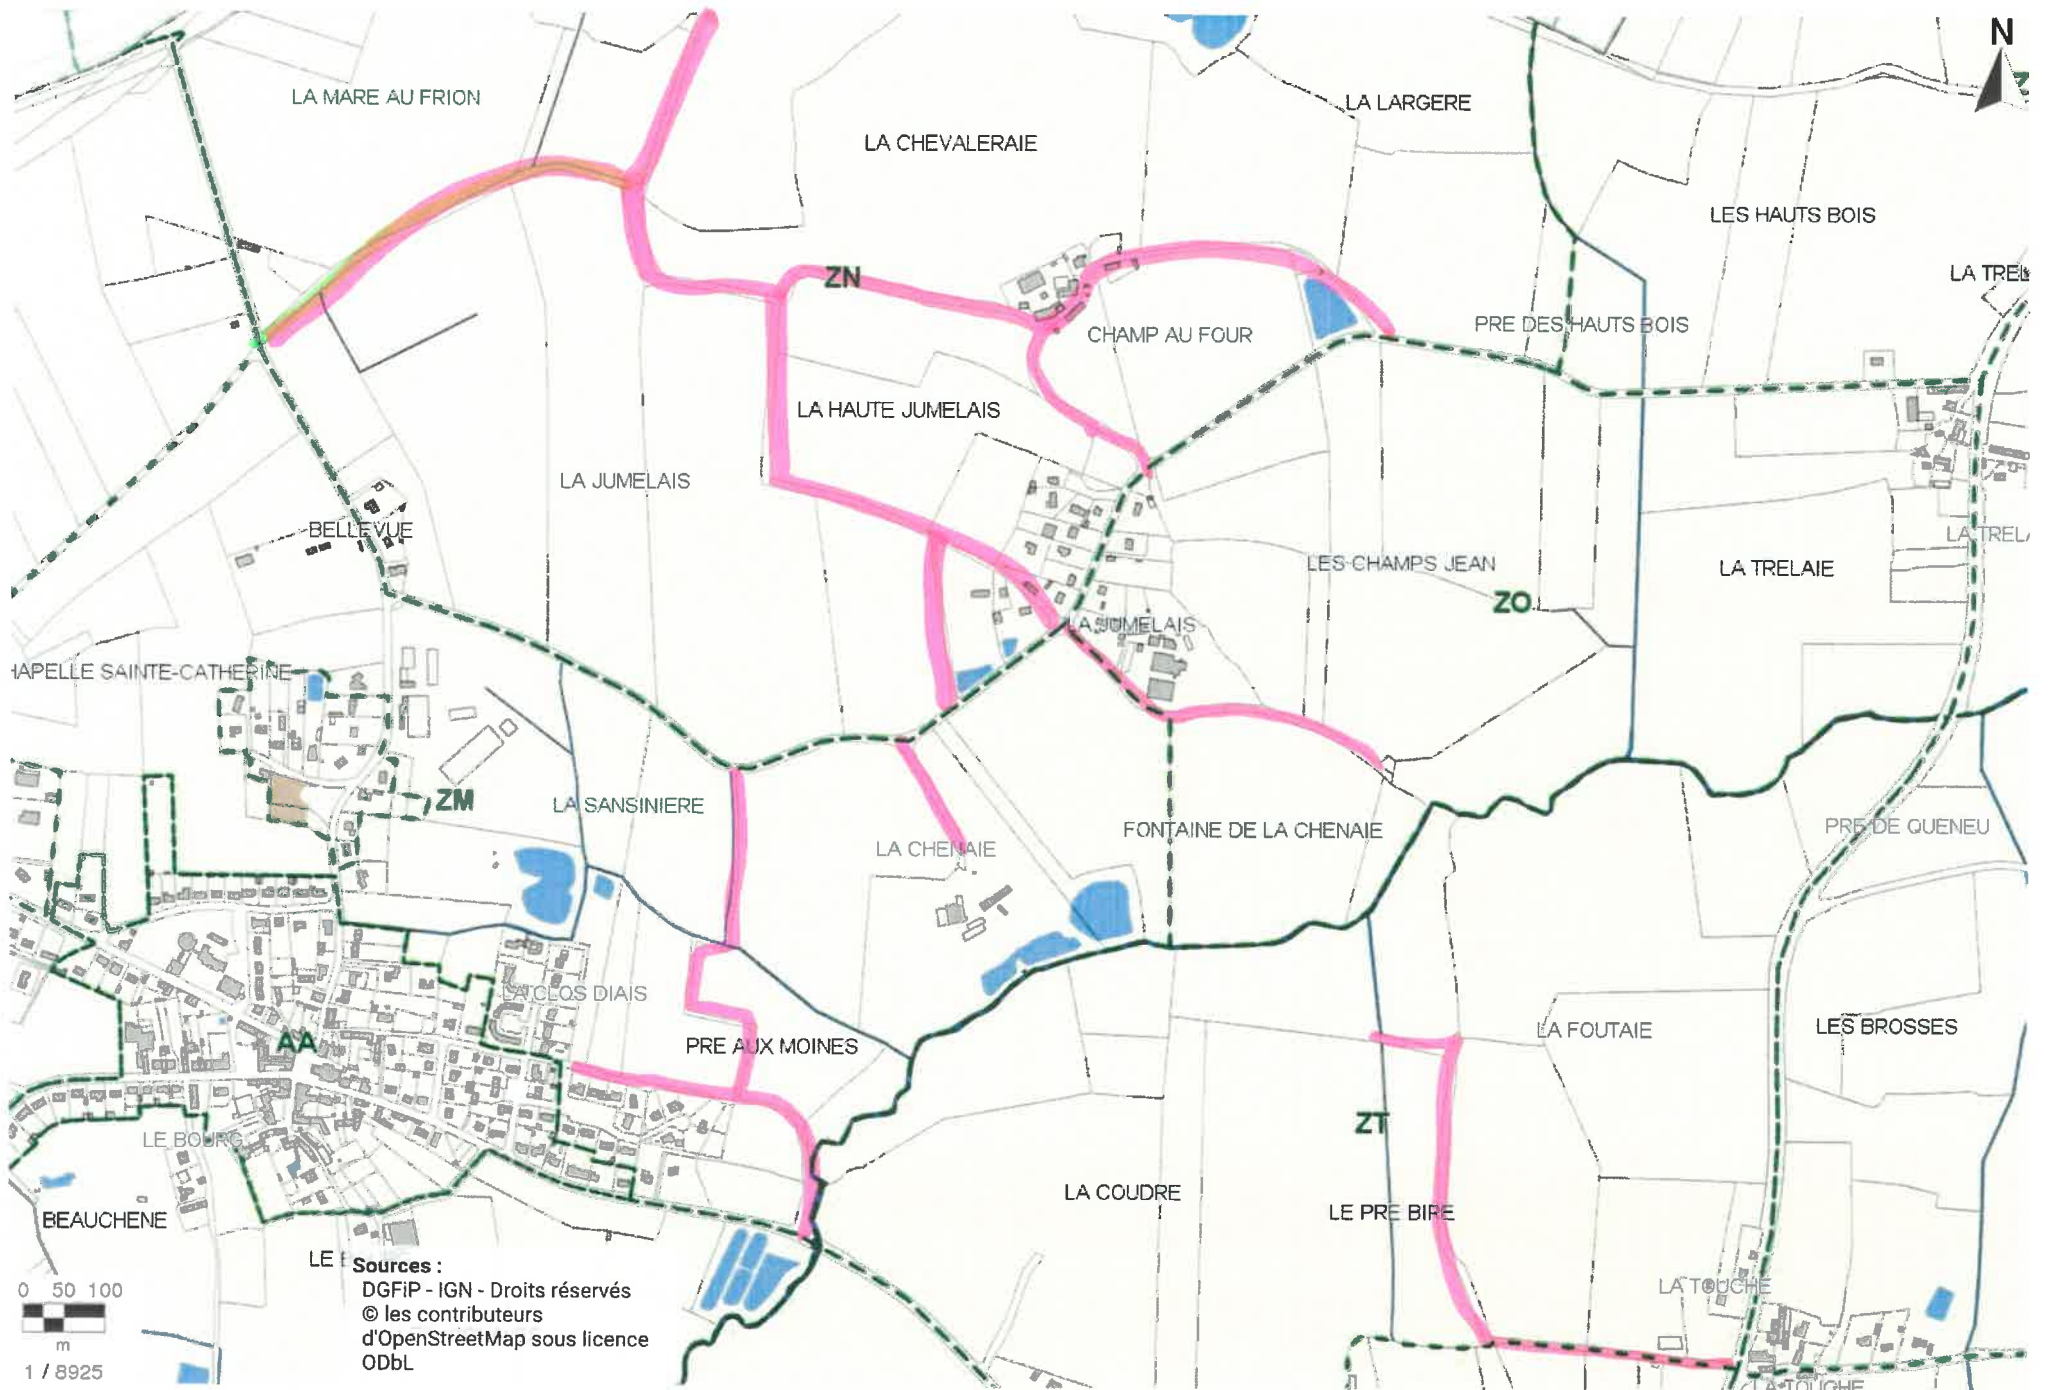 N
LA MARE AU FRION
LA LARGERE
LA CHEVALERAIE
LES HAUTS BOIS
LA TREL
ZN
PRE DES HAUTS BOIS
CHAMP AU FOUR
LA HAUTE JUMELAIS
LA JUMELAIS
BELLEVUE
LA TRELA
LES CHAMPS JEAN
LA TRELAIE
ZO
LA JUMELAIS
HAPELLE SAINTE-CATHERINE
ZM
LA SANSINIERE
FONTAINE DE LA CHENAIE
PRE DE QUENEU
LA CHENAIE
LA CLOS DIAIS
LA FOUTAIE
LES BROSSES
AA
PRE AUX MOINES
ZT
LE BOURG
LA COUDRE
BEAUCHENE
LE PRE BIRE
LE
Sources :
DGFiP - IGN - Droits réservés
© les contributeurs
d'OpenStreetMap sous licence
ODbL
LA TOUCHE
0 50 100
m
1 / 8925
LA TOUCHE